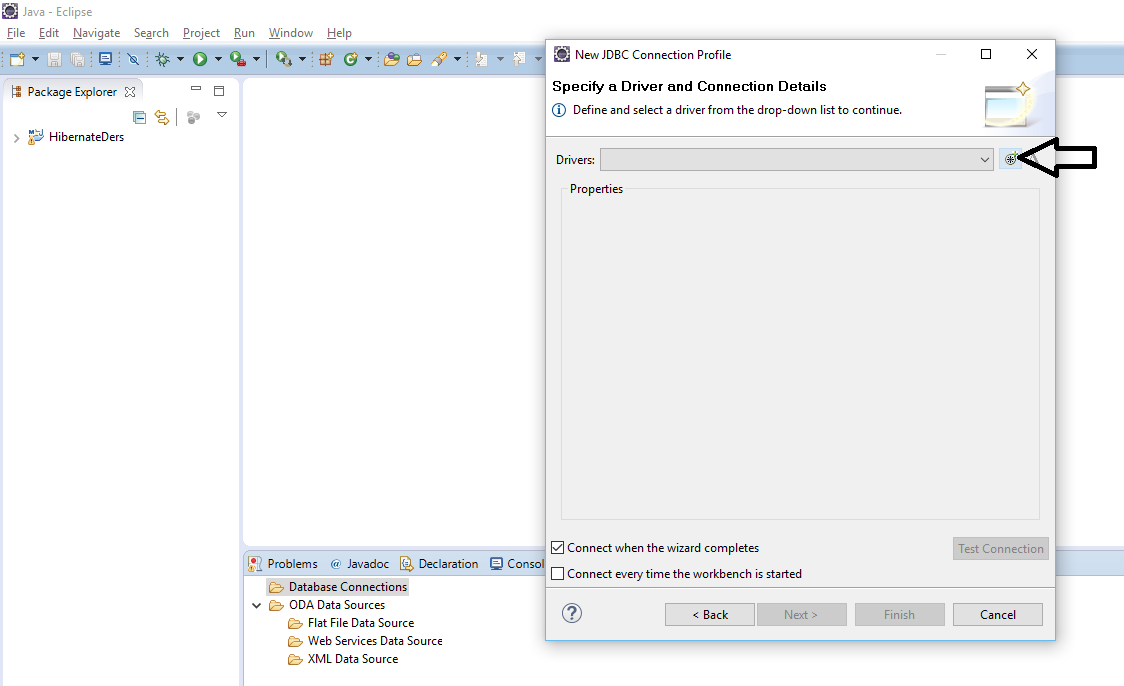 Java - Eclipse
File Edit Navigate Search Project Run Window Help
Package Explorer
HibernateDers
New JDBC Connection Profile
Specify a Driver and Connection Details
Define and select a driver from the drop-down list to continue.
Drivers:
Properties
Connect when the wizard completes
Test Connection
Connect every time the workbench is started
? < Back Next > Finish Cancel
Problems @ Javadoc Declaration Consol
Database Connections
ODA Data Sources
Flat File Data Source
Web Services Data Source
XML Data Source